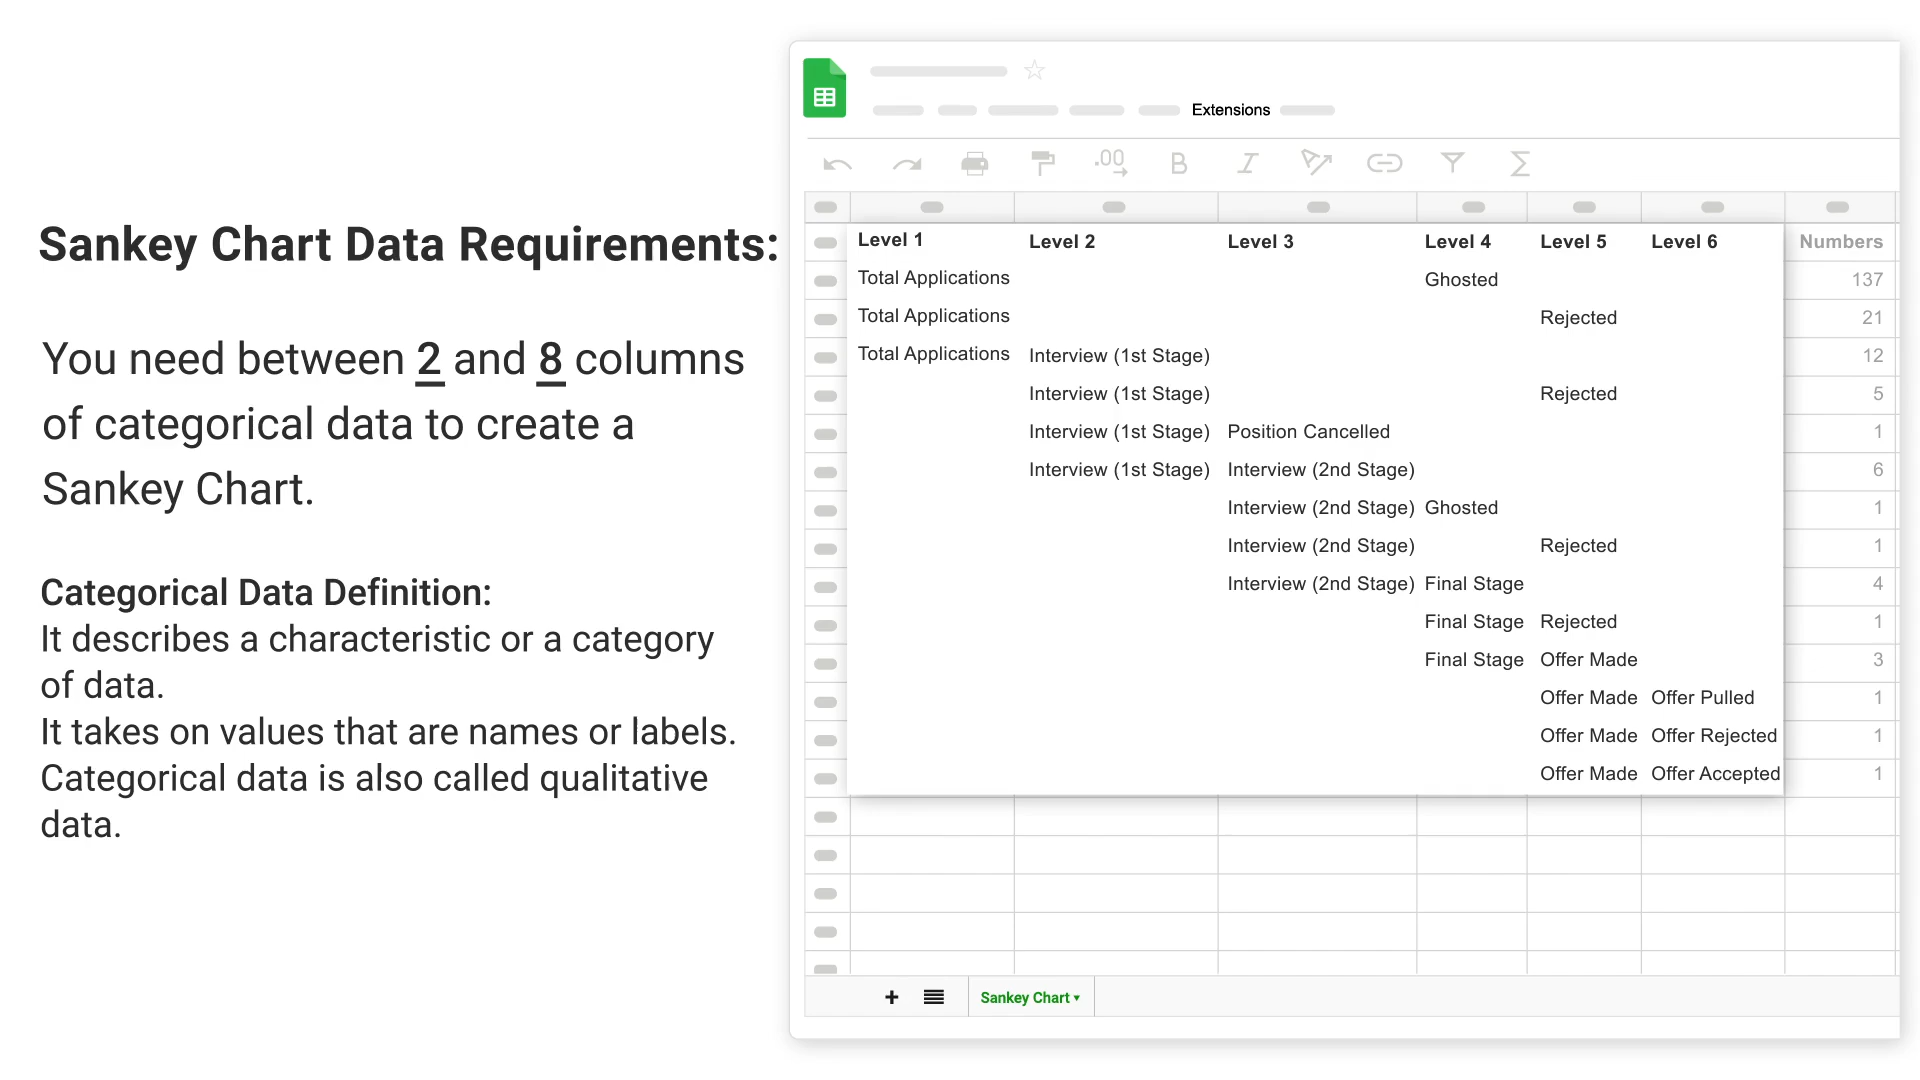 Sankey Chart Data Requirements:
You need between 2 and 8 columns
of categorical data to create a
Sankey Chart.
Categorical Data Definition:
It describes a characteristic or a category
of data.
It takes on values that are names or labels.
Categorical data is also called qualitative
data.
Extensions
.00
B I
Level 1 Level 2 Level 3 Level 4 Level 5 Level 6 Numbers
Total Applications Ghosted 137
Total Applications Rejected 21
Total Applications Interview (1st Stage) 12
Interview (1st Stage) Rejected 5
Interview (1st Stage) Position Cancelled 1
Interview (1st Stage) Interview (2nd Stage) 6
Interview (2nd Stage) Ghosted 1
Interview (2nd Stage) Rejected 1
Interview (2nd Stage) Final Stage 4
Final Stage Rejected 1
Final Stage Offer Made 3
Offer Made Offer Pulled 1
Offer Made Offer Rejected 1
Offer Made Offer Accepted 1
Sankey Chart